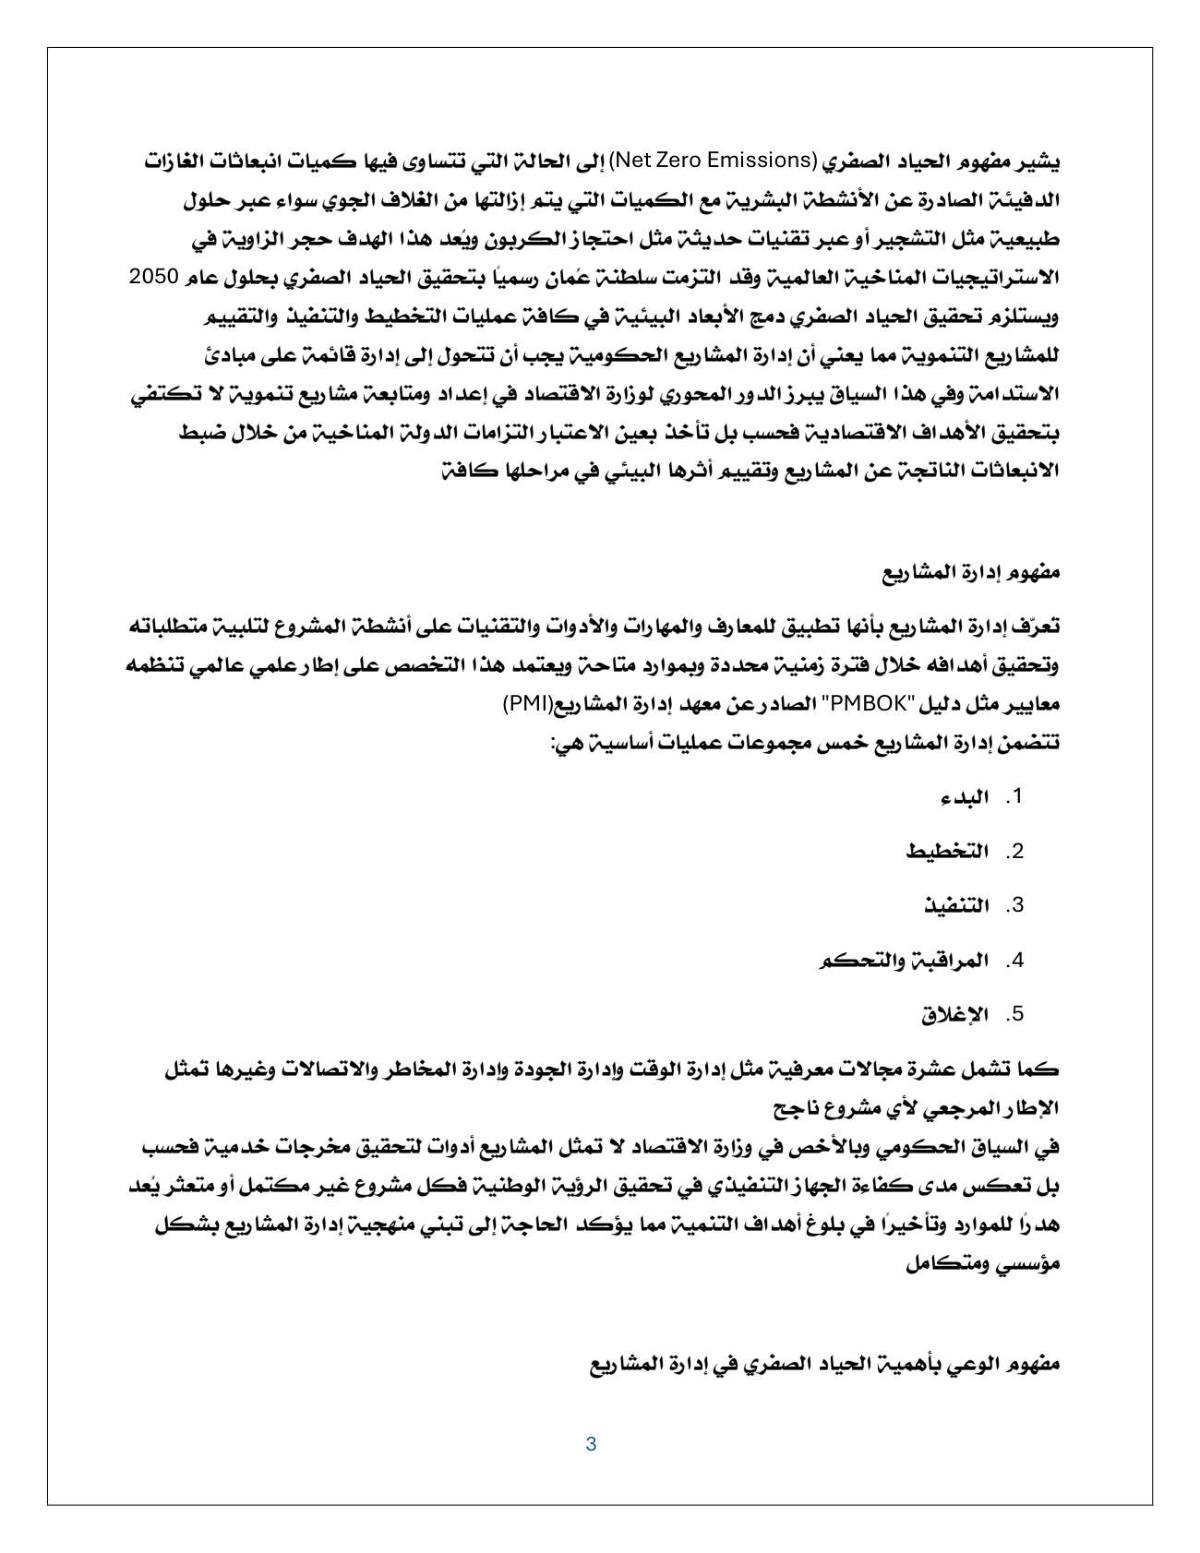 يشير مفهوم الحياد الصفري (Net Zero Emissions) إلى الحالة التي تتساوى فيها كميات انبعاثات الغازات
الدفيئة الصادرة عن الأنشطة البشرية مع الكميات التي يتم إزالتها من الغلاف الجوي سواء عبر حلول
طبيعية مثل التشجير أو عبر تقنيات حديثة مثل احتجاز الكربون ويُعد هذا الهدف حجر الزاوية في
الاستراتيجيات المناخية العالمية وقد التزمت سلطنة عُمان رسميًا بتحقيق الحياد الصفري بحلول عام 2050
ويستلزم تحقيق الحياد الصفري دمج الأبعاد البيئية في كافة عمليات التخطيط والتنفيذ والتقييم
للمشاريع التنموية مما يعني أن إدارة المشاريع الحكومية يجب أن تتحول إلى إدارة قائمة على مبادئ
الاستدامة وفي هذا السياق يبرز الدور المحوري لوزارة الاقتصاد في إعداد ومتابعة مشاريع تنموية لا تكتفي
بتحقيق الأهداف الاقتصادية فحسب بل تأخذ بعين الاعتبار التزامات الدولة المناخية من خلال ضبط
الانبعاثات الناتجة عن المشاريع وتقييم أثرها البيئي في مراحلها كافة
مفهوم إدارة المشاريع
تعرّف إدارة المشاريع بأنها تطبيق للمعارف والمهارات والأدوات والتقنيات على أنشطة المشروع لتلبية متطلباته
وتحقيق أهدافه خلال فترة زمنية محددة وبموارد متاحة ويعتمد هذا التخصص على إطار علمي عالمي تنظمه
معايير مثل دليل "PMBOK" الصادر عن معهد إدارة المشاريع(PMI)
تتضمن إدارة المشاريع خمس مجموعات عمليات أساسية هي:
1. البدء
2. التخطيط
3. التنفيذ
4. المراقبة والتحكم
5. الإغلاق
كما تشمل عشرة مجالات معرفية مثل إدارة الوقت وإدارة الجودة وإدارة المخاطر والاتصالات وغيرها تمثل
الإطار المرجعي لأي مشروع ناجح
في السياق الحكومي وبالأخص في وزارة الاقتصاد لا تمثل المشاريع أدوات لتحقيق مخرجات خدمية فحسب
بل تعكس مدى كفاءة الجهاز التنفيذي في تحقيق الرؤية الوطنية فكل مشروع غير مكتمل أو متعثر يُعد
هدرًا للموارد وتأخيرًا في بلوغ أهداف التنمية مما يؤكد الحاجة إلى تبني منهجية إدارة المشاريع بشكل
مؤسسي ومتكامل
مفهوم الوعي بأهمية الحياد الصفري في إدارة المشاريع
3